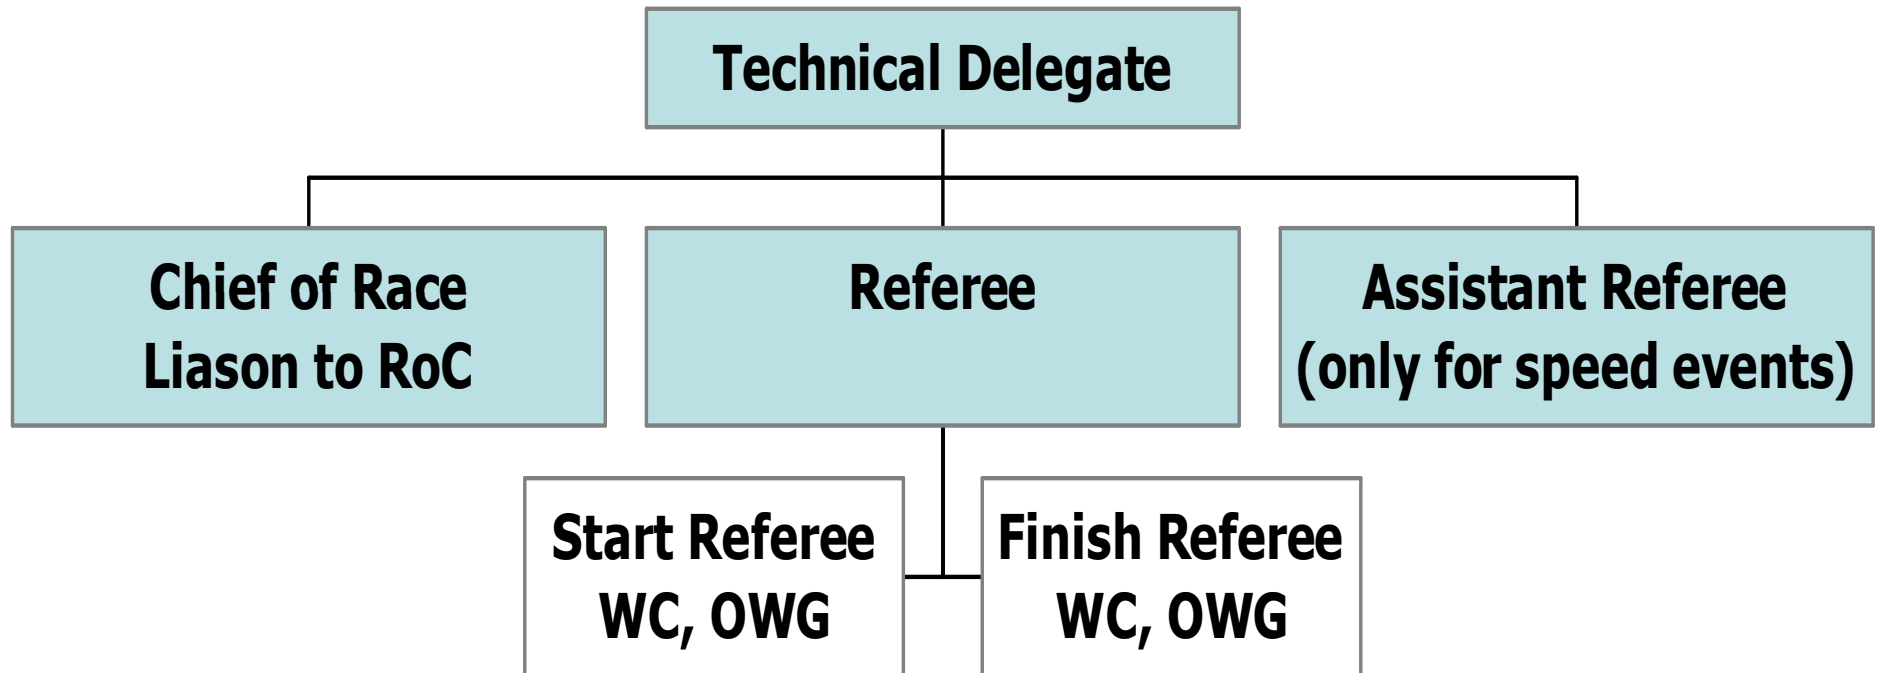 Technical Delegate
Chief of Race
Liason to RoC
Referee
Assistant Referee
(only for speed events)
Start Referee
WC, OWG
Finish Referee
WC, OWG